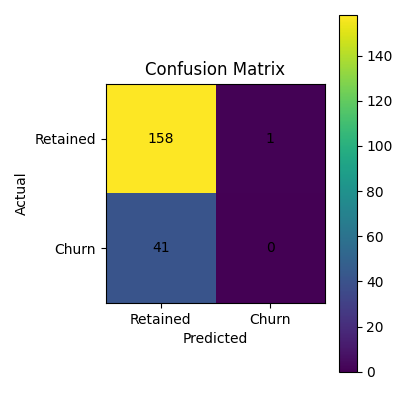 Confusion Matrix
Actual
Retained
158
1
Churn
41
0
Retained
Churn
Predicted
140
120
100
80
60
40
20
0